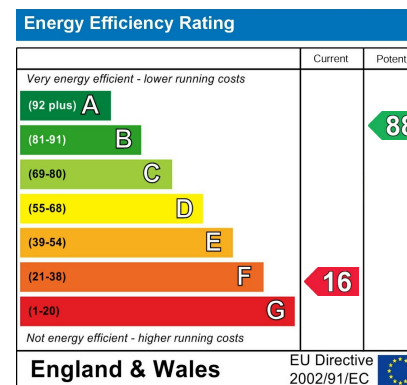 Energy Efficiency Rating
Current Potent
Very energy efficient - lower running costs
(92 plus) A
(81-91) B
88
(69-80) C
(55-68) D
(39-54) E
(21-38) F
16
(1-20) G
Not energy efficient - higher running costs
England & Wales
EU Directive
2002/91/EC